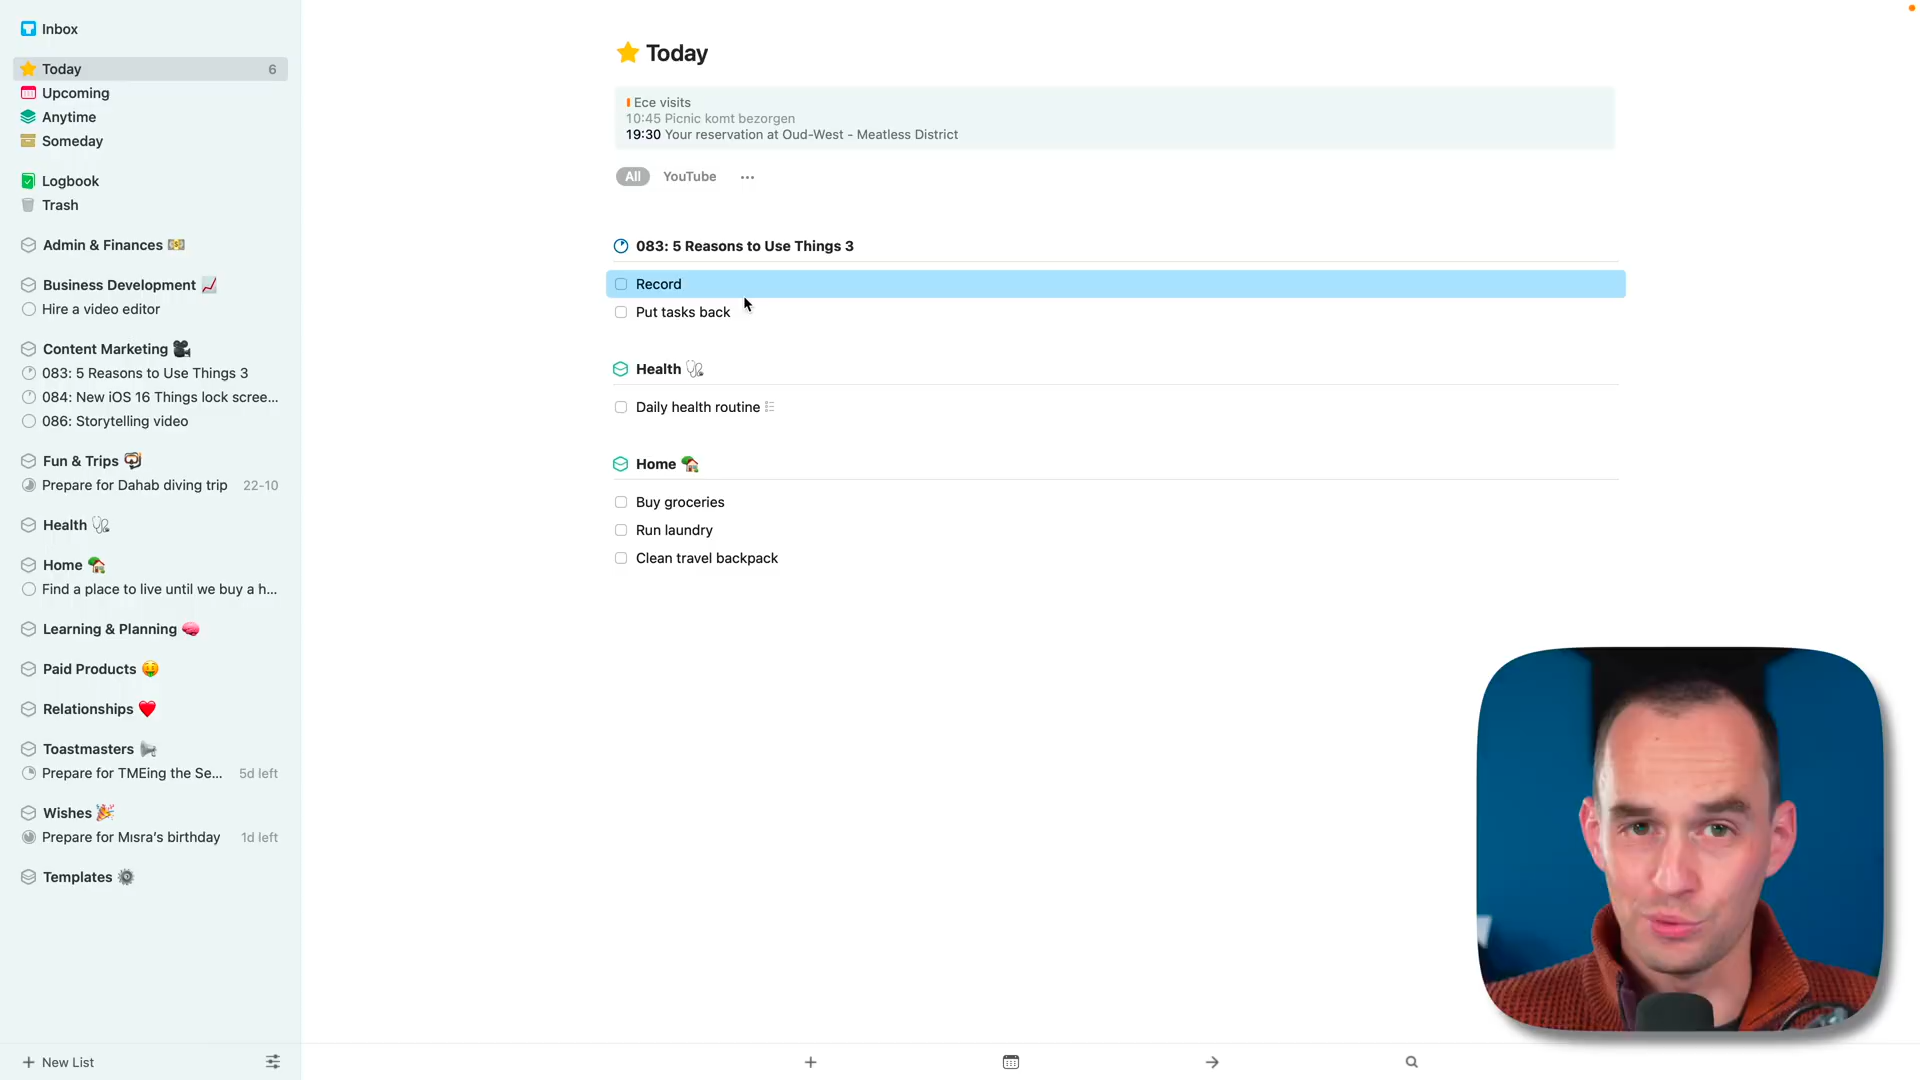 Inbox
Today 6
Upcoming
Anytime
Someday
Logbook
Trash
Admin & Finances 💵
Business Development 📈
Hire a video editor
Content Marketing 🎥
083: 5 Reasons to Use Things 3
084: New iOS 16 Things lock scree...
086: Storytelling video
Fun & Trips 🤿
Prepare for Dahab diving trip 22-10
Health 🩺
Home 🏡
Find a place to live until we buy a h...
Learning & Planning 🧠
Paid Products 🤑
Relationships ❤️
Toastmasters 📢
Prepare for TMEing the Se... 5d left
Wishes 🎉
Prepare for Mısra's birthday 1d left
Templates ⚙️
New List
Today
Ece visits
10:45 Picnic komt bezorgen
19:30 Your reservation at Oud-West - Meatless District
All YouTube ...
083: 5 Reasons to Use Things 3
Record
Put tasks back
Health 🩺
Daily health routine
Home 🏡
Buy groceries
Run laundry
Clean travel backpack